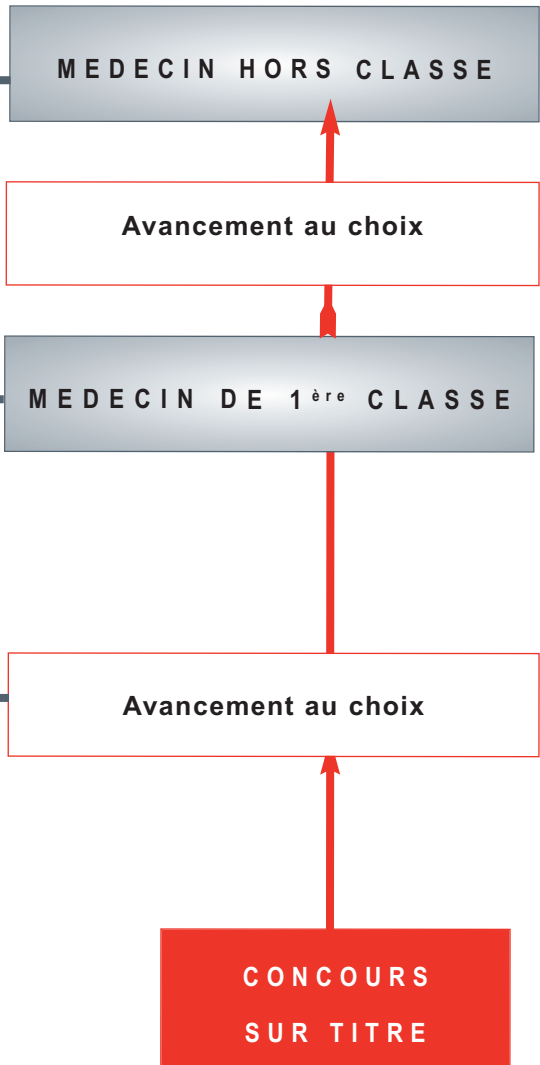 MEDECIN HORS CLASSE
Avancement au choix
MEDECIN DE 1ère CLASSE
Avancement au choix
CONCOURS
SUR TITRE